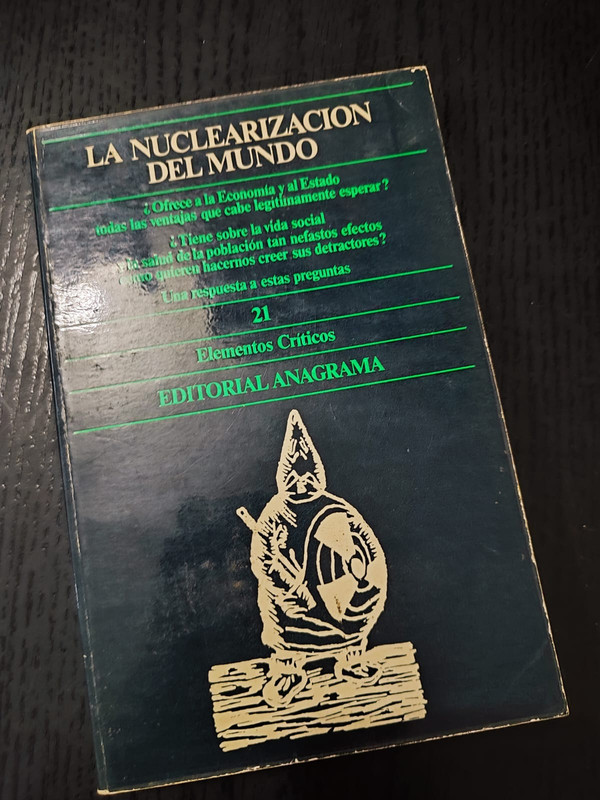 LA NUCLEARIZACION
DEL MUNDO
¿Ofrece a la Economía y al Estado
todas las ventajas que cabe legítimamente esperar?
¿Tiene sobre la vida social
y la salud de la población tan nefastos efectos
como quieren hacernos creer sus detractores?
Una respuesta a estas preguntas
21
Elementos Críticos
EDITORIAL ANAGRAMA